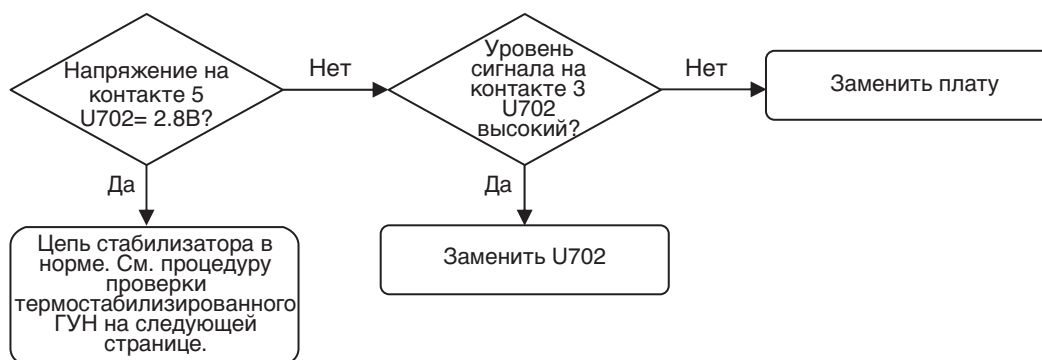 Напряжение на
контакте 5
U702= 2.8В?
Нет
Уровень
сигнала на
контакте 3
U702
высокий?
Нет
Заменить плату
Да
Да
Цепь стабилизатора в
норме. См. процедуру
проверки
термостабилизированного
ГУН на следующей
странице.
Заменить U702